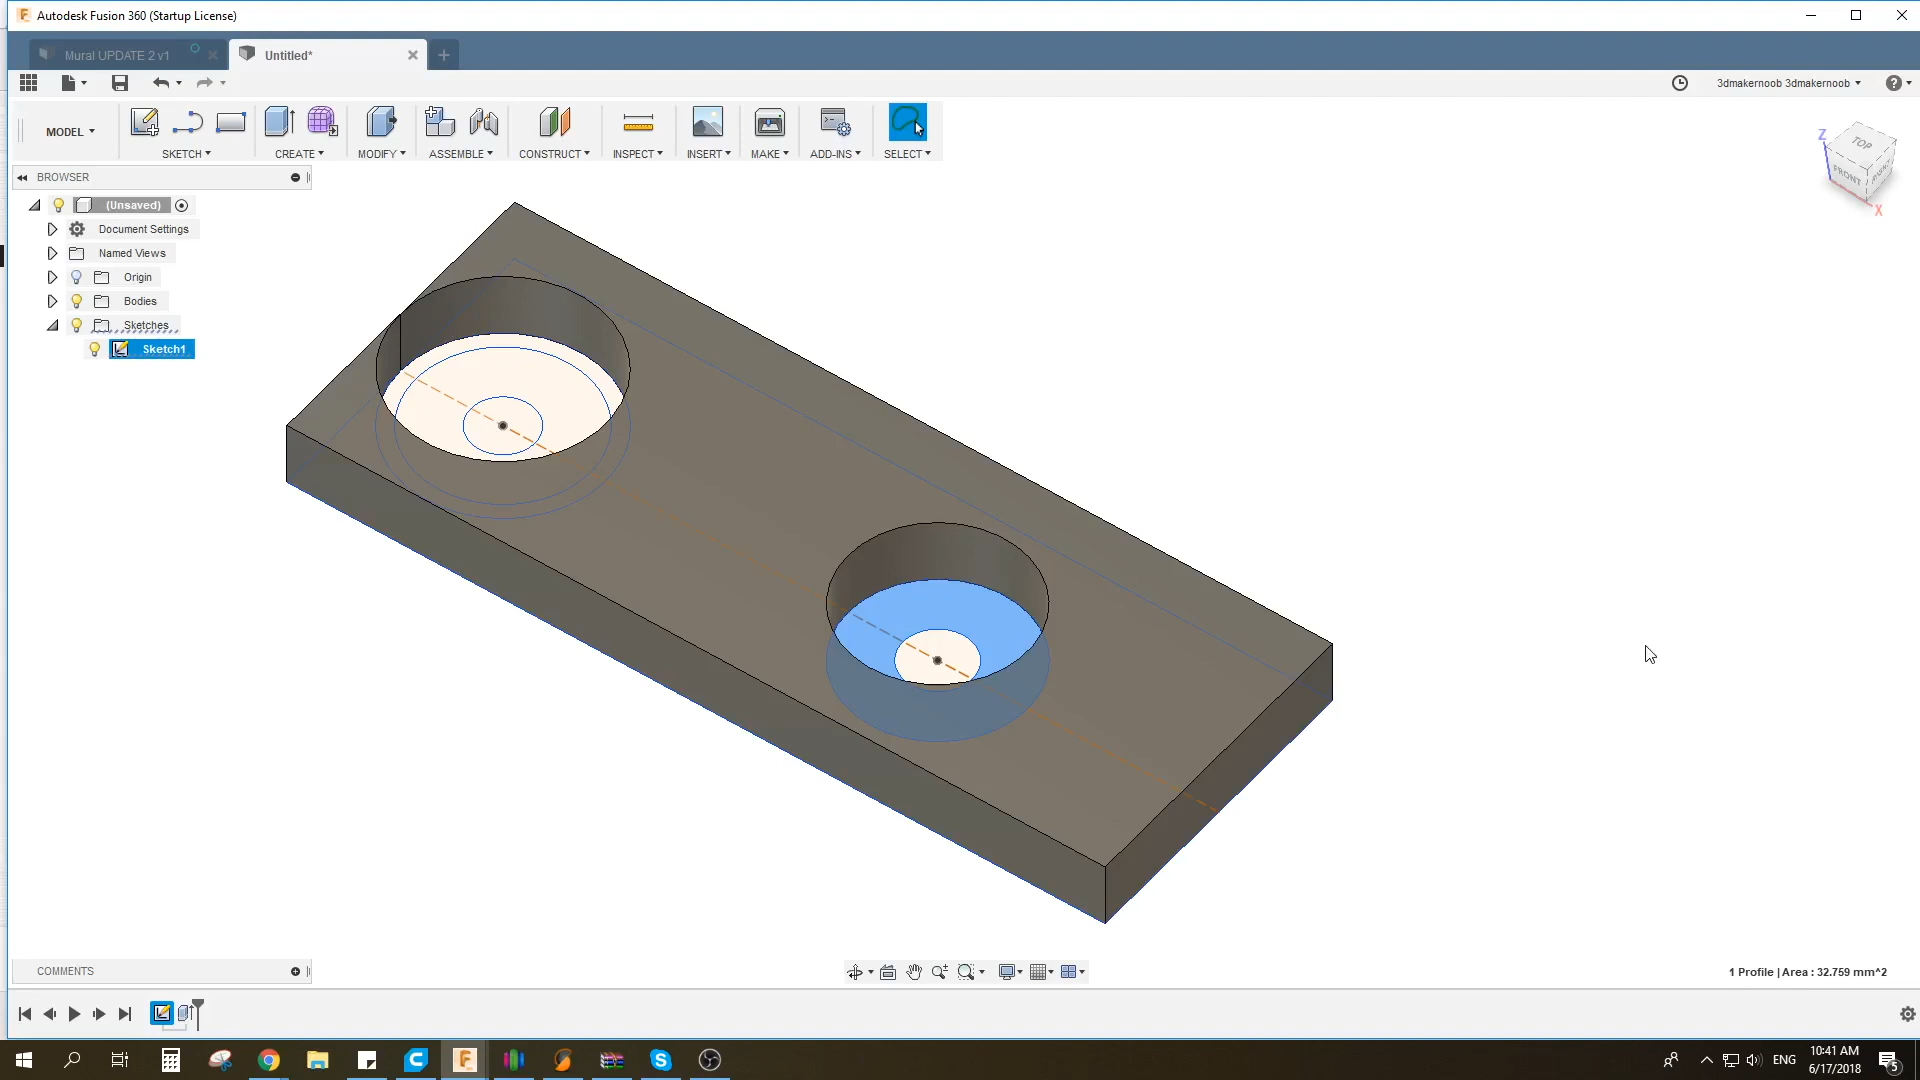 Autodesk Fusion 360 (Startup License)
Mural UPDATE 2 v1
Untitled*
3dmakernoob 3dmakernoob
MODEL
SKETCH
CREATE
MODIFY
ASSEMBLE
CONSTRUCT
INSPECT
INSERT
MAKE
ADD-INS
SELECT
Z
TOP
FRONT
RIGHT
X
BROWSER
(Unsaved)
Document Settings
Named Views
Origin
Bodies
Sketches
Sketch1
COMMENTS
1 Profile | Area : 32.759 mm^2
ENG
10:41 AM
6/17/2018
5